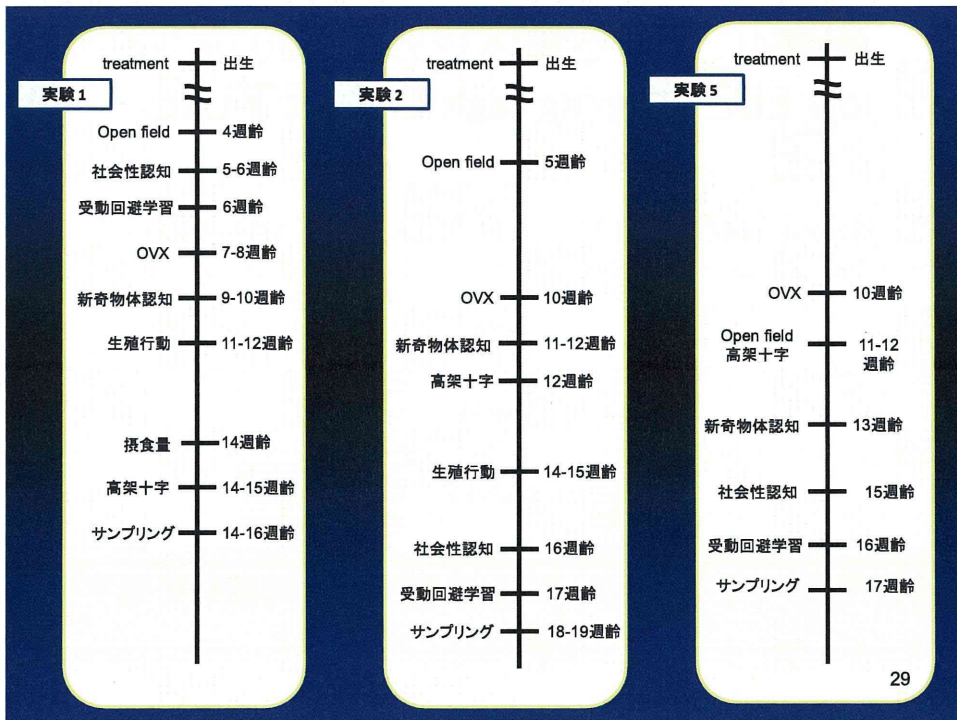 実験1
treatment 出生
Open field 4週齢
社会性認知 5-6週齢
受動回避学習 6週齢
OVX 7-8週齢
新奇物体認知 9-10週齢
生殖行動 11-12週齢
摂食量 14週齢
高架十字 14-15週齢
サンプリング 14-16週齢
実験2
treatment 出生
Open field 5週齢
OVX 10週齢
新奇物体認知 11-12週齢
高架十字 12週齢
生殖行動 14-15週齢
社会性認知 16週齢
受動回避学習 17週齢
サンプリング 18-19週齢
実験5
treatment 出生
OVX 10週齢
Open field 11-12
高架十字 週齢
新奇物体認知 13週齢
社会性認知 15週齢
受動回避学習 16週齢
サンプリング 17週齢
29